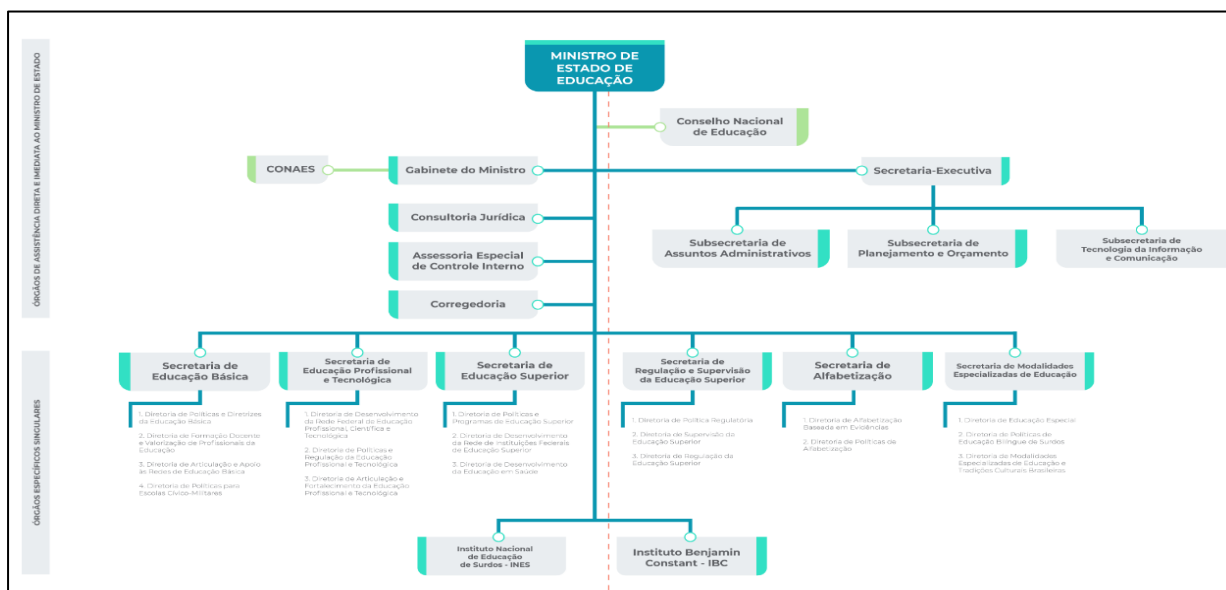 ÓRGÃOS DE ASSISTÊNCIA DIRETA E IMEDIATA AO MINISTRO DE ESTADO
MINISTRO DE
ESTADO DE
EDUCAÇÃO
Conselho Nacional
de Educação
CONAES
Gabinete do Ministro
Secretaria-Executiva
Consultoria Jurídica
Subsecretaria de
Assuntos Administrativos
Subsecretaria de
Planejamento e Orçamento
Subsecretaria de
Tecnologia da Informação
e Comunicação
Assessoria Especial
de Controle Interno
Corregedoria
ÓRGÃOS ESPECÍFICOS SINGULARES
Secretaria de
Educação Básica
1. Diretoria de Políticas e Diretrizes
da Educação Básica
2. Diretoria de Formação Docente
e Valorização de Profissionais da
Educação
3. Diretoria de Articulação e Apoio
às Redes de Educação Básica
4. Diretoria de Políticas para
Escolas Cívico-Militares
Secretaria de
Educação Profissional
e Tecnológica
1. Diretoria de Desenvolvimento
da Rede Federal de Educação
Profissional, Científica e
Tecnológica
2. Diretoria de Políticas e
Regulação da Educação
Profissional e Tecnológica
3. Diretoria de Articulação e
Fortalecimento da Educação
Profissional e Tecnológica
Secretaria de
Educação Superior
1. Diretoria de Políticas e
Programas de Educação Superior
2. Diretoria de Desenvolvimento
da Rede de Instituições Federais
de Educação Superior
3. Diretoria de Desenvolvimento
da Educação em Saúde
Secretaria de
Regulação e Supervisão
da Educação Superior
1. Diretoria de Política Regulatória
2. Diretoria de Supervisão da
Educação Superior
3. Diretoria de Regulação da
Educação Superior
Secretaria de
Alfabetização
1. Diretoria de Alfabetização
Baseada em Evidências
2. Diretoria de Políticas de
Alfabetização
Secretaria de Modalidades
Especializadas de Educação
1. Diretoria de Educação Especial
2. Diretoria de Políticas de
Educação Bilíngue de Surdos
3. Diretoria de Modalidades
Especializadas de Educação e
Tradições Culturais Brasileiras
Instituto Nacional
de Educação
de Surdos - INES
Instituto Benjamin
Constant - IBC